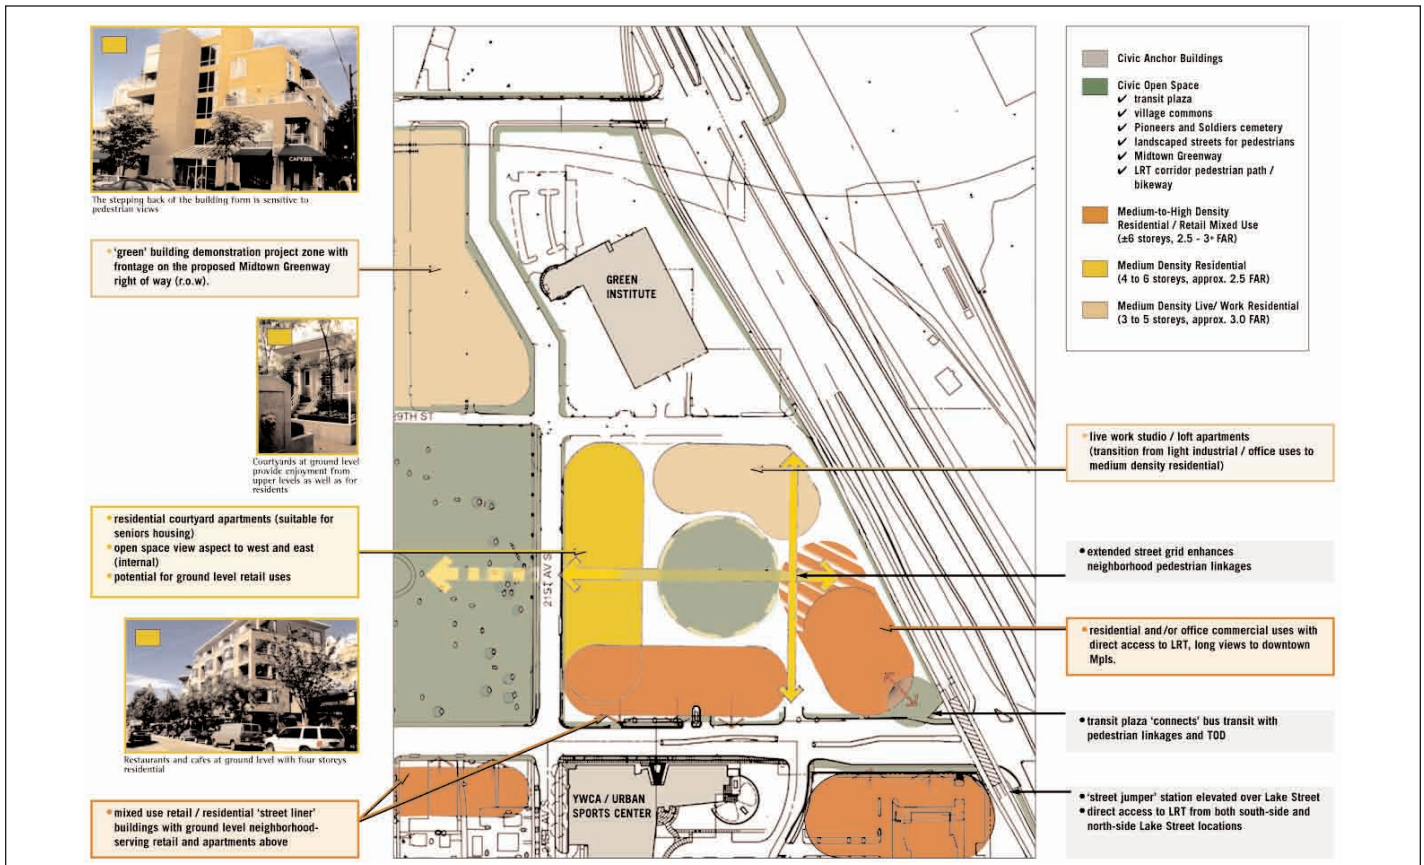 CAPERS
The stepping back of the building form is sensitive to
pedestrian views
'green' building demonstration project zone with
frontage on the proposed Midtown Greenway
right of way (r.o.w).
Courtyards at ground level
provide enjoyment from
upper levels as well as for
residents
• residential courtyard apartments (suitable for
seniors housing)
• open space view aspect to west and east
(internal)
• potential for ground level retail uses
Restaurants and cafes at ground level with four storeys
residential
• mixed use retail / residential 'street liner'
buildings with ground level neighborhood-
serving retail and apartments above
GREEN
INSTITUTE
29TH ST
21ST AV S
YWCA / URBAN
SPORTS CENTER
21ST AV S
Civic Anchor Buildings
Civic Open Space
✔ transit plaza
✔ village commons
✔ Pioneers and Soldiers cemetery
✔ landscaped streets for pedestrians
✔ Midtown Greenway
✔ LRT corridor pedestrian path /
bikeway
Medium-to-High Density
Residential / Retail Mixed Use
(±6 storeys, 2.5 - 3+ FAR)
Medium Density Residential
(4 to 6 storeys, approx. 2.5 FAR)
Medium Density Live/ Work Residential
(3 to 5 storeys, approx. 3.0 FAR)
live work studio / loft apartments
(transition from light industrial / office uses to
medium density residential)
• extended street grid enhances
neighborhood pedestrian linkages
• residential and/or office commercial uses with
direct access to LRT, long views to downtown
Mpls.
• transit plaza 'connects' bus transit with
pedestrian linkages and TOD
• 'street jumper' station elevated over Lake Street
• direct access to LRT from both south-side and
north-side Lake Street locations